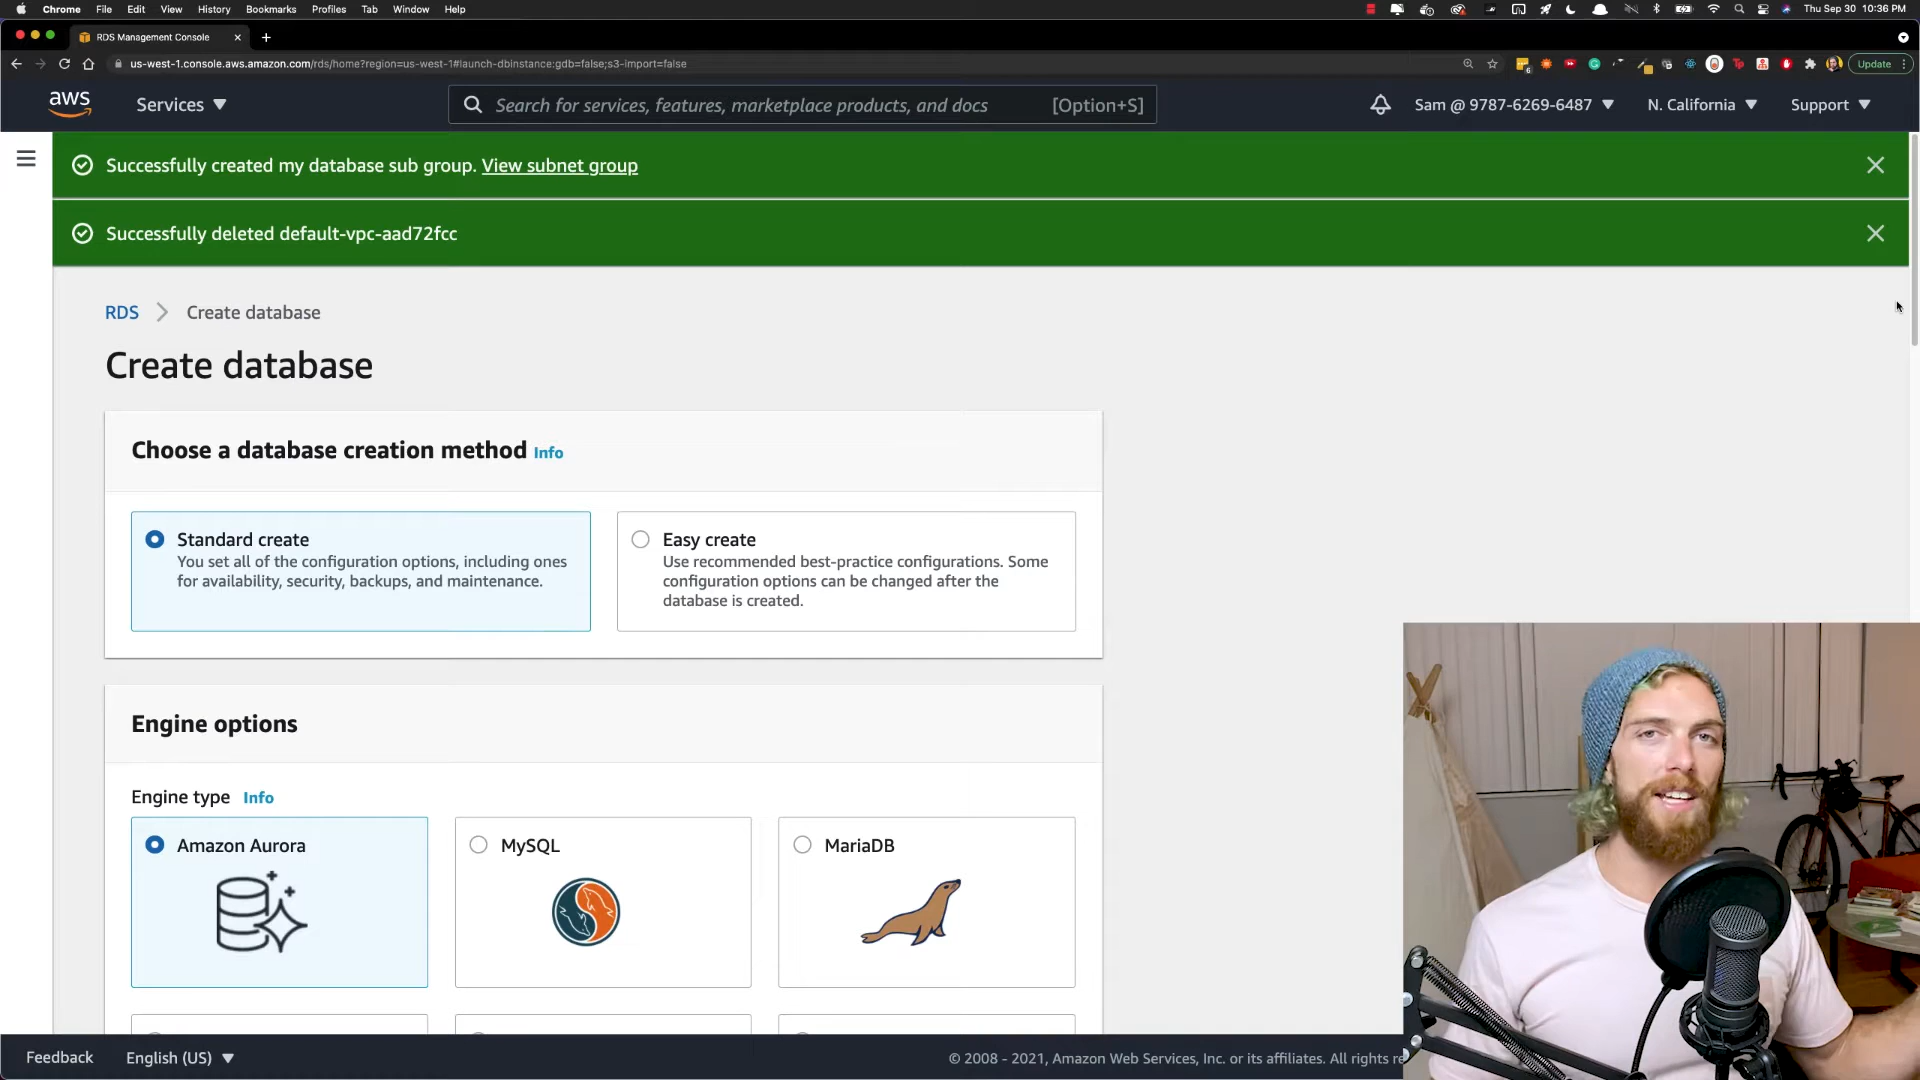 Chrome File Edit View History Bookmarks Profiles Tab Window Help
Thu Sep 30 10:36 PM
RDS Management Console
us-west-1.console.aws.amazon.com/rds/home?region=us-west-1#launch-dbinstance:gdb=false;s3-import=false
Update
aws
Services
Search for services, features, marketplace products, and docs [Option+S]
Sam @ 9787-6269-6487
N. California
Support
Successfully created my database sub group. View subnet group
Successfully deleted default-vpc-aad72fcc
RDS
Create database
Create database
Choose a database creation method Info
Standard create
You set all of the configuration options, including ones
for availability, security, backups, and maintenance.
Easy create
Use recommended best-practice configurations. Some
configuration options can be changed after the
database is created.
Engine options
Engine type Info
Amazon Aurora
MySQL
MariaDB
Feedback
English (US)
© 2008 - 2021, Amazon Web Services, Inc. or its affiliates. All rights